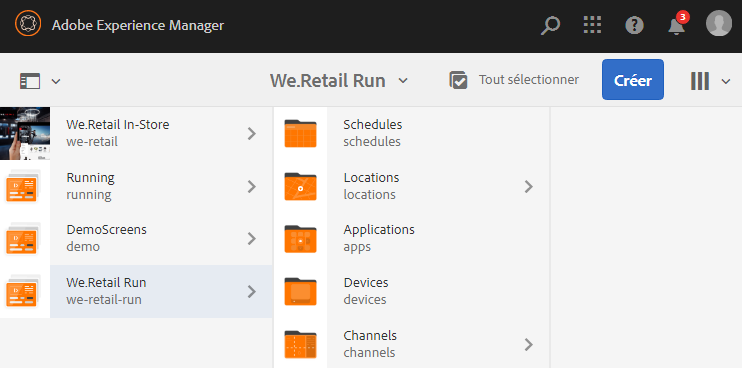 Adobe Experience Manager
3
We.Retail Run
Tout sélectionner
Créer
We.Retail In-Store
we-retail
Running
running
DemoScreens
demo
We.Retail Run
we-retail-run
Schedules
schedules
Locations
locations
Applications
apps
Devices
devices
Channels
channels